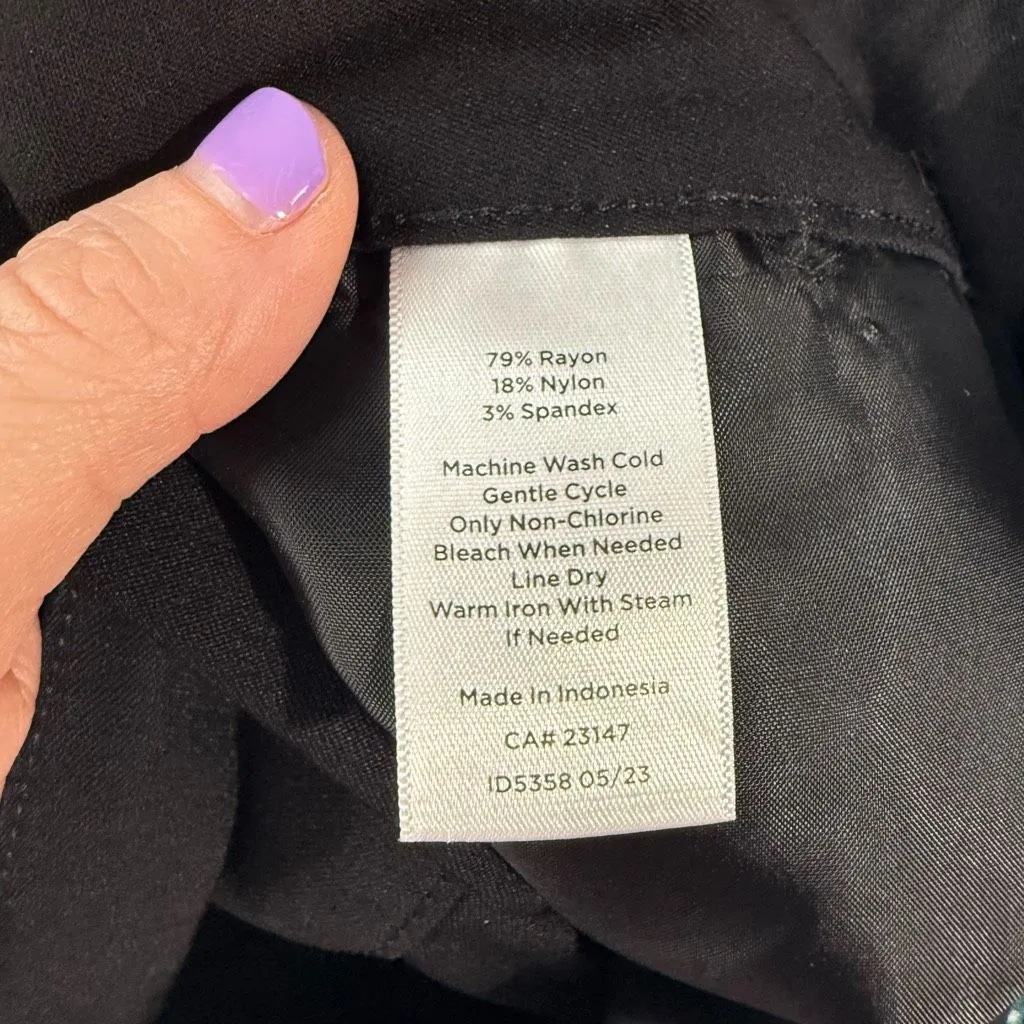 79% Rayon
18% Nylon
3% Spandex
Machine Wash Cold
Gentle Cycle
Only Non-Chlorine
Bleach When Needed
Line Dry
Warm Iron With Steam
If Needed
Made In Indonesia
CA# 23147
ID5358 05/23